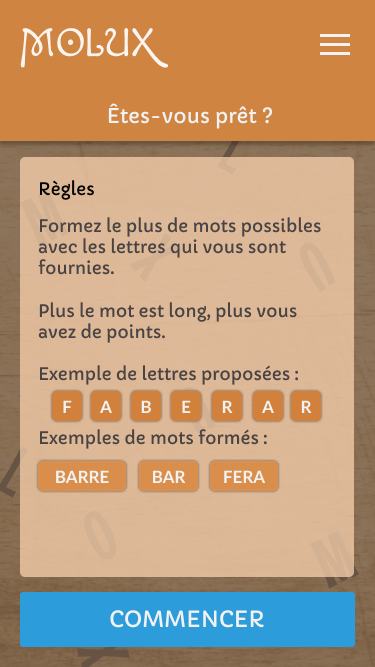 MOLUX
Êtes-vous prêt ?
Règles
Formez le plus de mots possibles
avec les lettres qui vous sont
fournies.
Plus le mot est long, plus vous
avez de points.
Exemple de lettres proposées :
F A B E R A R
Exemples de mots formés :
BARRE BAR FERA
COMMENCER